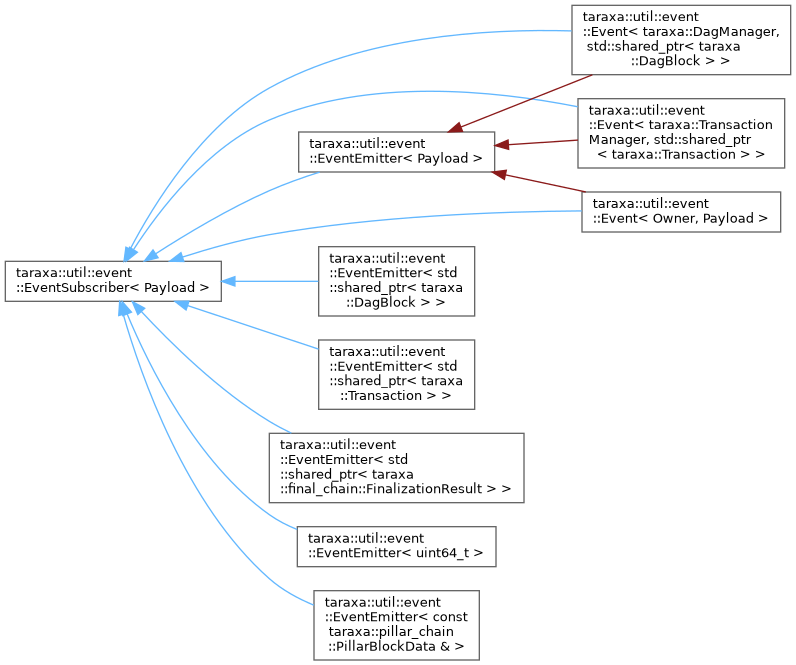 taraxa::util::event
::Event< taraxa::DagManager,
std::shared_ptr< taraxa
::DagBlock > >
taraxa::util::event
::Event< taraxa::Transaction
Manager, std::shared_ptr
< taraxa::Transaction > >
taraxa::util::event
::EventEmitter< Payload >
taraxa::util::event
::Event< Owner, Payload >
taraxa::util::event
::EventSubscriber< Payload >
taraxa::util::event
::EventEmitter< std
::shared_ptr< taraxa
::DagBlock > >
taraxa::util::event
::EventEmitter< std
::shared_ptr< taraxa
::Transaction > >
taraxa::util::event
::EventEmitter< std
::shared_ptr< taraxa
::final_chain::FinalizationResult > >
taraxa::util::event
::EventEmitter< uint64_t >
taraxa::util::event
::EventEmitter< const
taraxa::pillar_chain
::PillarBlockData & >